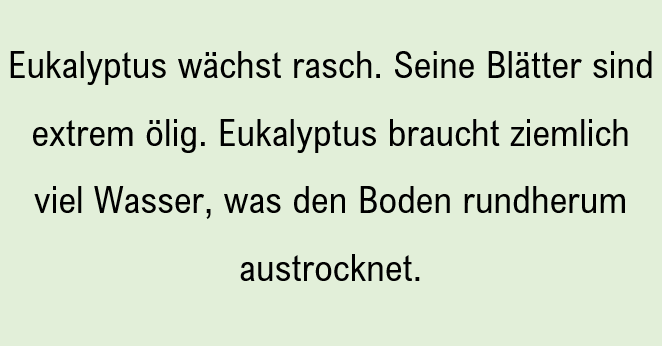 Eukalyptus wächst rasch. Seine Blätter sind
extrem ölig. Eukalyptus braucht ziemlich
viel Wasser, was den Boden rundherum
austrocknet.